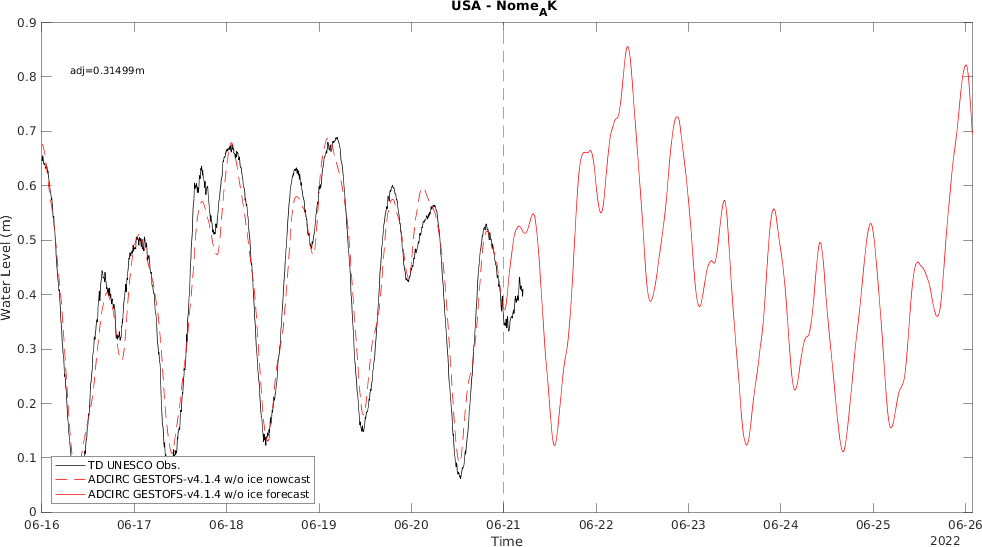 USA - Nome_AK
0.9
0.8
0.7
0.6
0.5
0.4
0.3
0.2
0.1
0
Water Level (m)
adj=0.31499m
TD UNESCO Obs.
ADCIRC GESTOFS-v4.1.4 w/o ice nowcast
ADCIRC GESTOFS-v4.1.4 w/o ice forecast
06-16 06-17 06-18 06-19 06-20 06-21 06-22 06-23 06-24 06-25 06-26
Time
2022